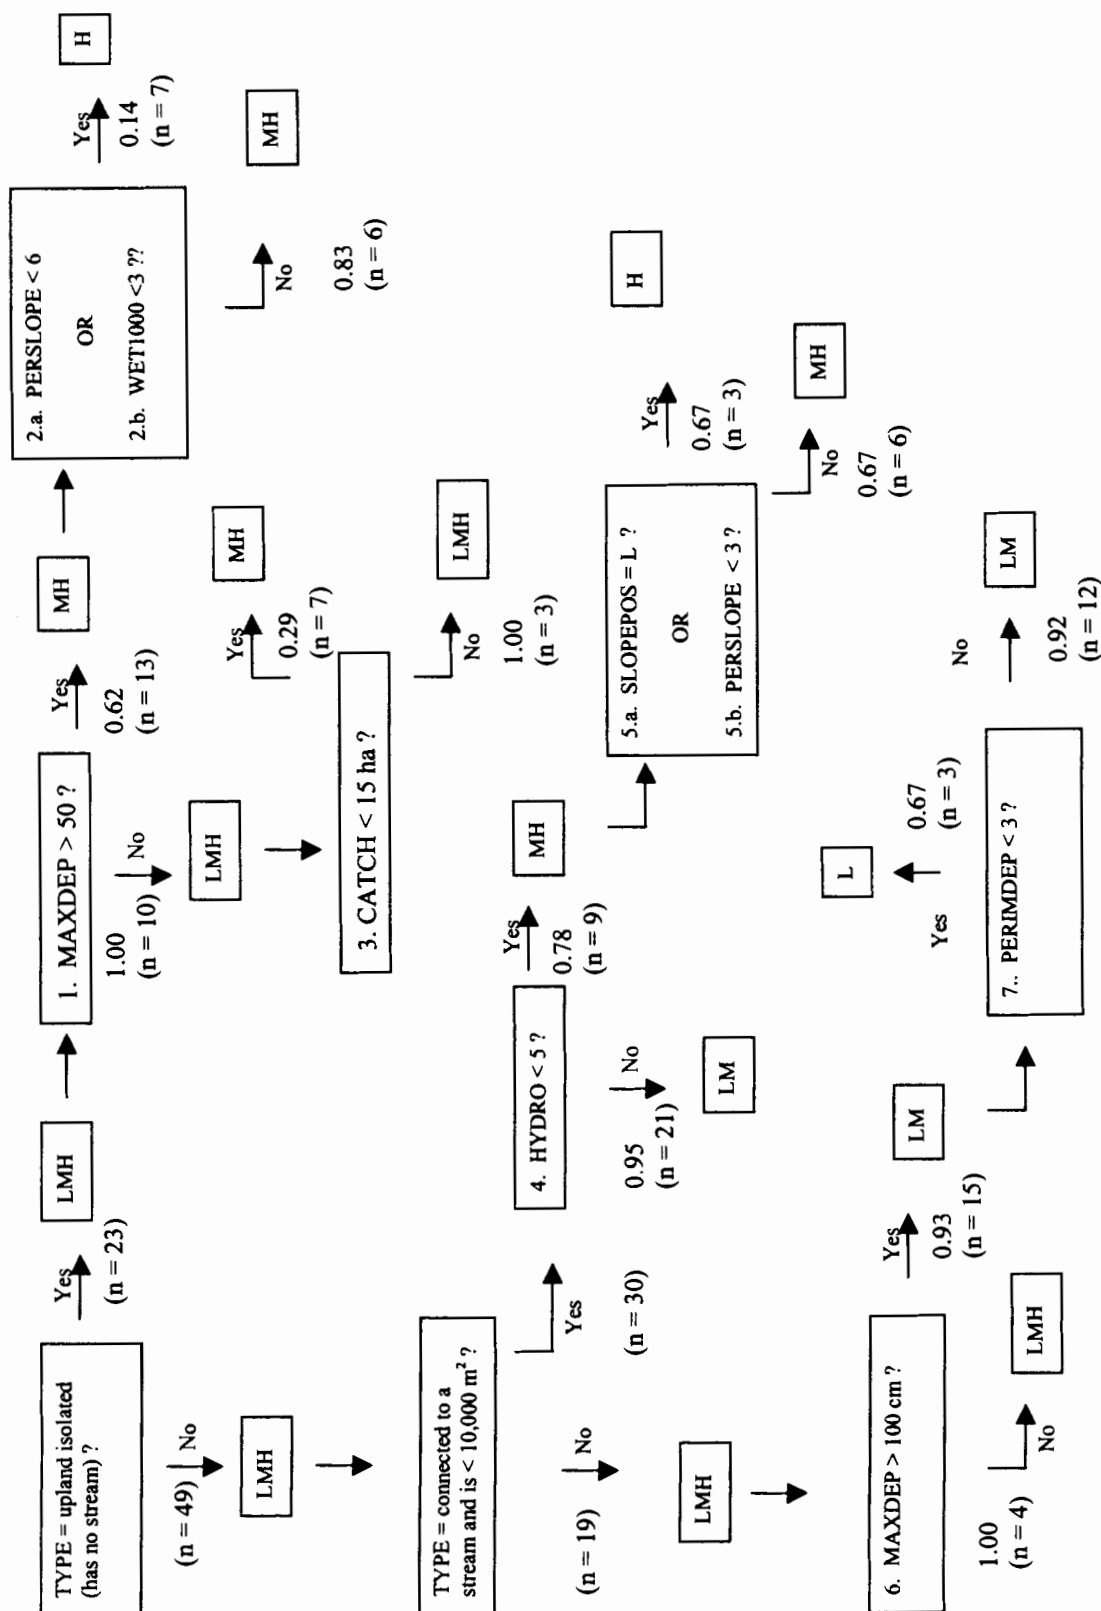 TYPE = upland isolated
(has no stream) ?
Yes
(n = 23)
LMH
1. MAXDEP > 50 ?
Yes
0.62
(n = 13)
MH
2.a. PERSLOPE < 6
OR
2.b. WET1000 <3 ??
Yes
0.14
(n = 7)
H
No
0.83
(n = 6)
MH
1.00
(n = 10)
No
LMH
3. CATCH < 15 ha ?
Yes
0.29
(n = 7)
MH
No
1.00
(n = 3)
LMH
(n = 49)
No
LMH
TYPE = connected to a
stream and is < 10,000 m² ?
Yes
(n = 30)
4. HYDRO < 5 ?
Yes
0.78
(n = 9)
MH
5.a. SLOPEPOS = L ?
OR
5.b. PERSLOPE < 3 ?
Yes
0.67
(n = 3)
H
No
0.67
(n = 6)
MH
0.95
(n = 21)
No
LM
(n = 19)
No
LMH
6. MAXDEP > 100 cm ?
Yes
0.93
(n = 15)
LM
7.. PERIMDEP < 3 ?
Yes
0.67
(n = 3)
L
No
0.92
(n = 12)
LM
1.00
(n = 4)
No
LMH